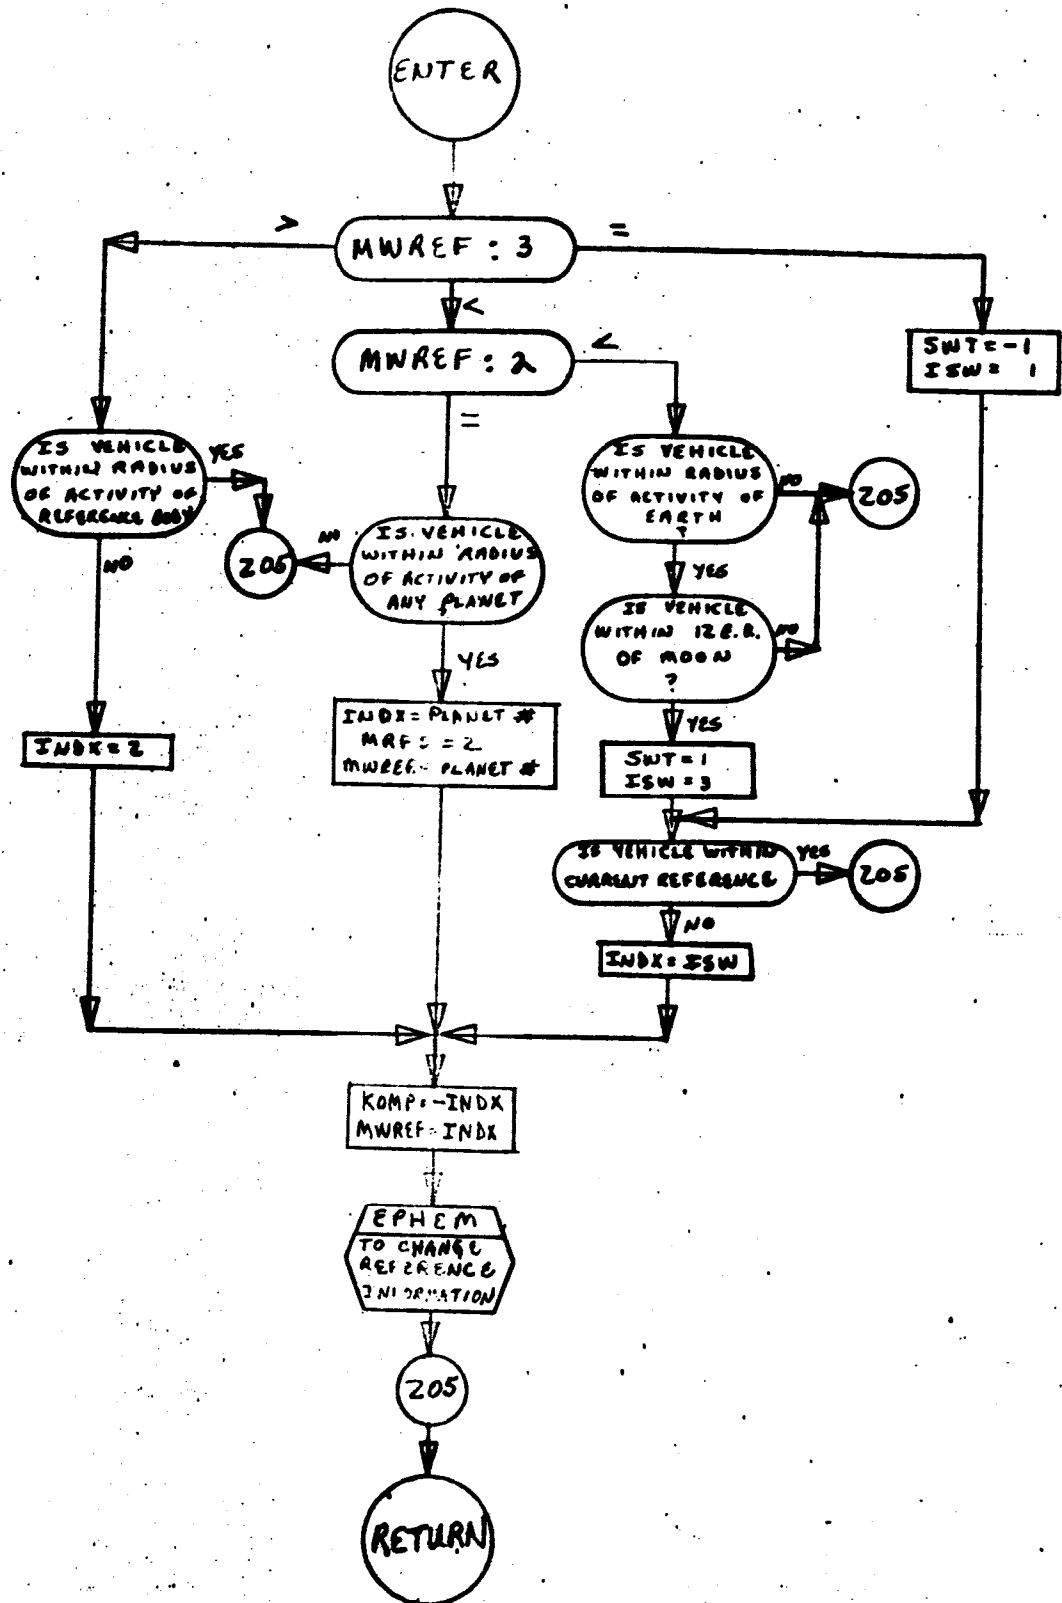 ENTER
>
=
MWREF : 3
<
<
MWREF : 2
SWT = -1
ISW = 1
=
IS VEHICLE
WITHIN RADIUS
OF ACTIVITY OF
REFERENCE BODY
YES
IS VEHICLE
WITHIN RADIUS
OF ACTIVITY OF
EARTH
?
NO
205
205
NO
IS VEHICLE
WITHIN RADIUS
OF ACTIVITY OF
ANY PLANET
NO
YES
IS VEHICLE
WITHIN 12 E.R.
OF MOON
?
NO
YES
YES
INDX = 2
INDX = PLANET #
= 2
MWREF = PLANET #
SWT = 1
ISW = 3
IS VEHICLE WITHIN
CURRENT REFERENCE
YES
205
NO
INDX = ISW
KOMP = -INDX
MWREF = INDX
EPHEM
TO CHANGE
REFERENCE
INFORMATION
205
RETURN